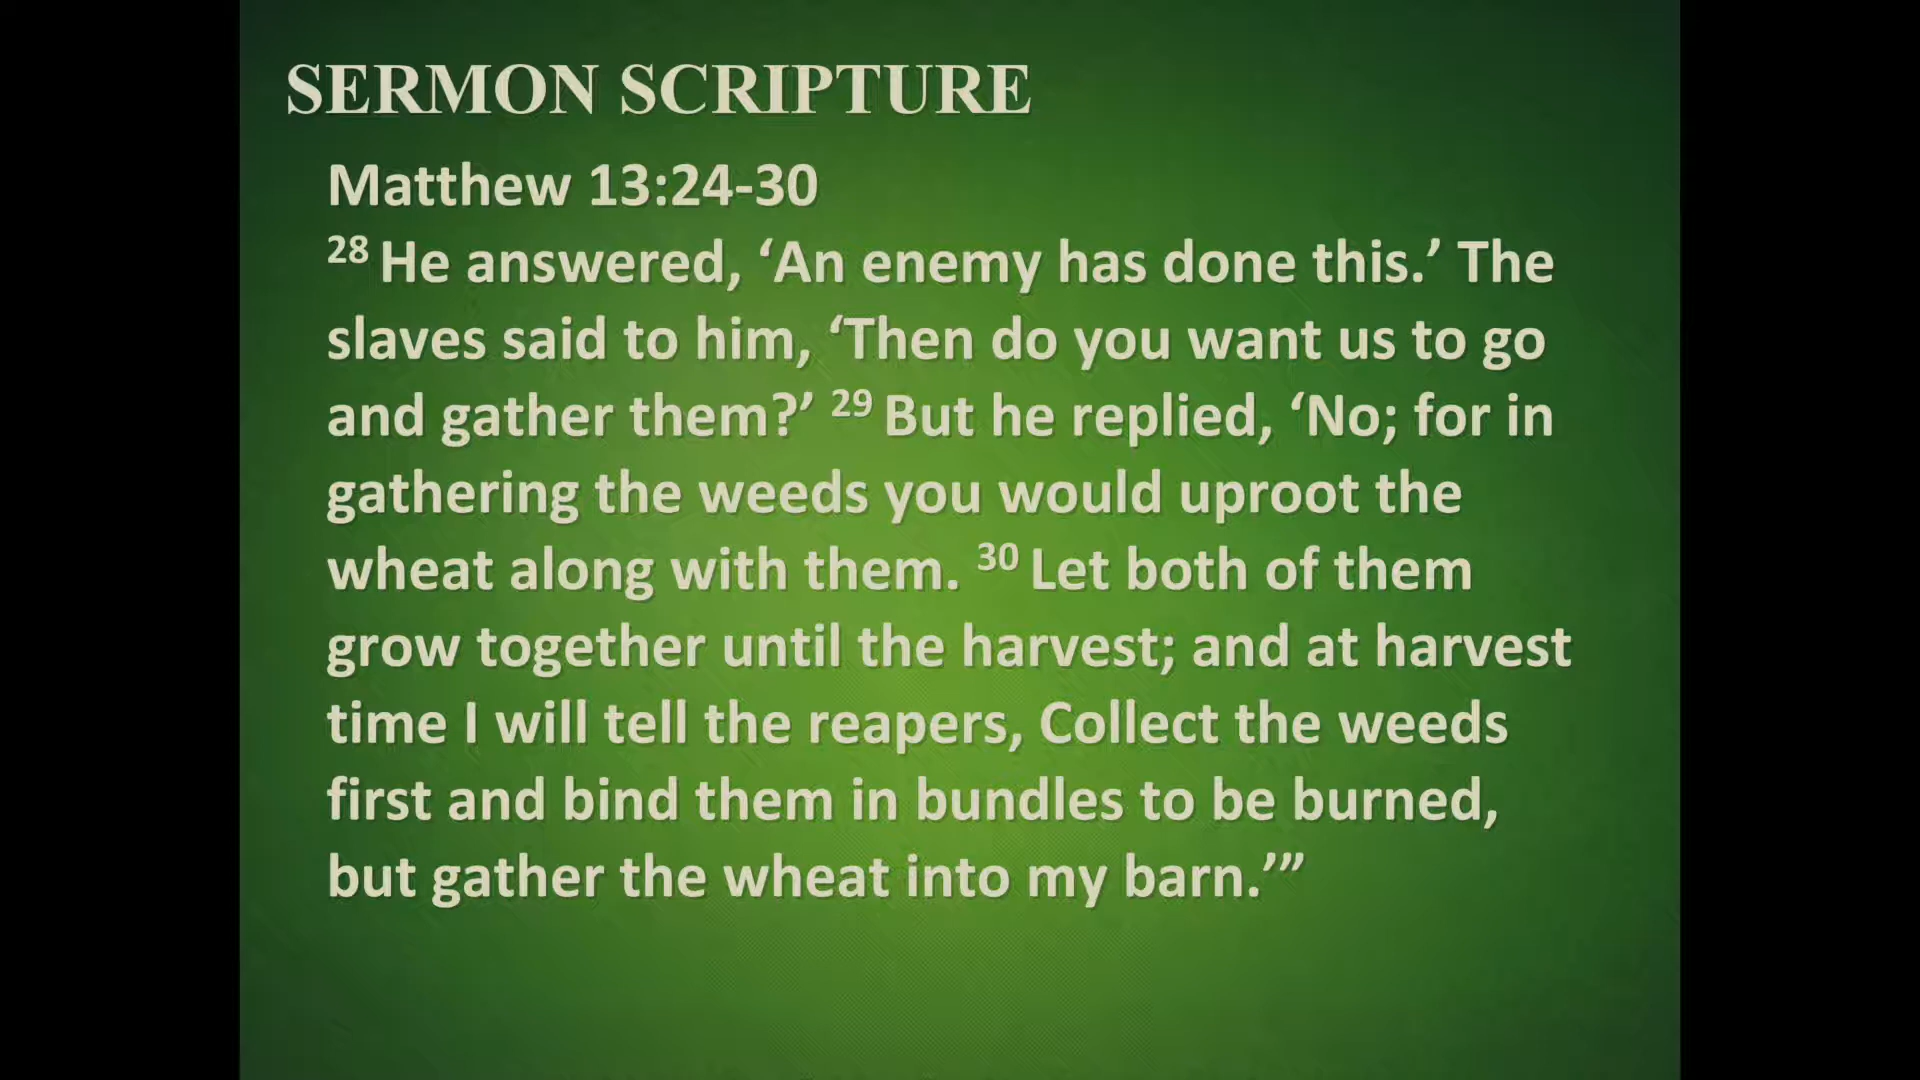 SERMON SCRIPTURE
Matthew 13:24-30
28 He answered, ‘An enemy has done this.’ The
slaves said to him, ‘Then do you want us to go
and gather them?’ 29 But he replied, ‘No; for in
gathering the weeds you would uproot the
wheat along with them. 30 Let both of them
grow together until the harvest; and at harvest
time I will tell the reapers, Collect the weeds
first and bind them in bundles to be burned,
but gather the wheat into my barn.’”